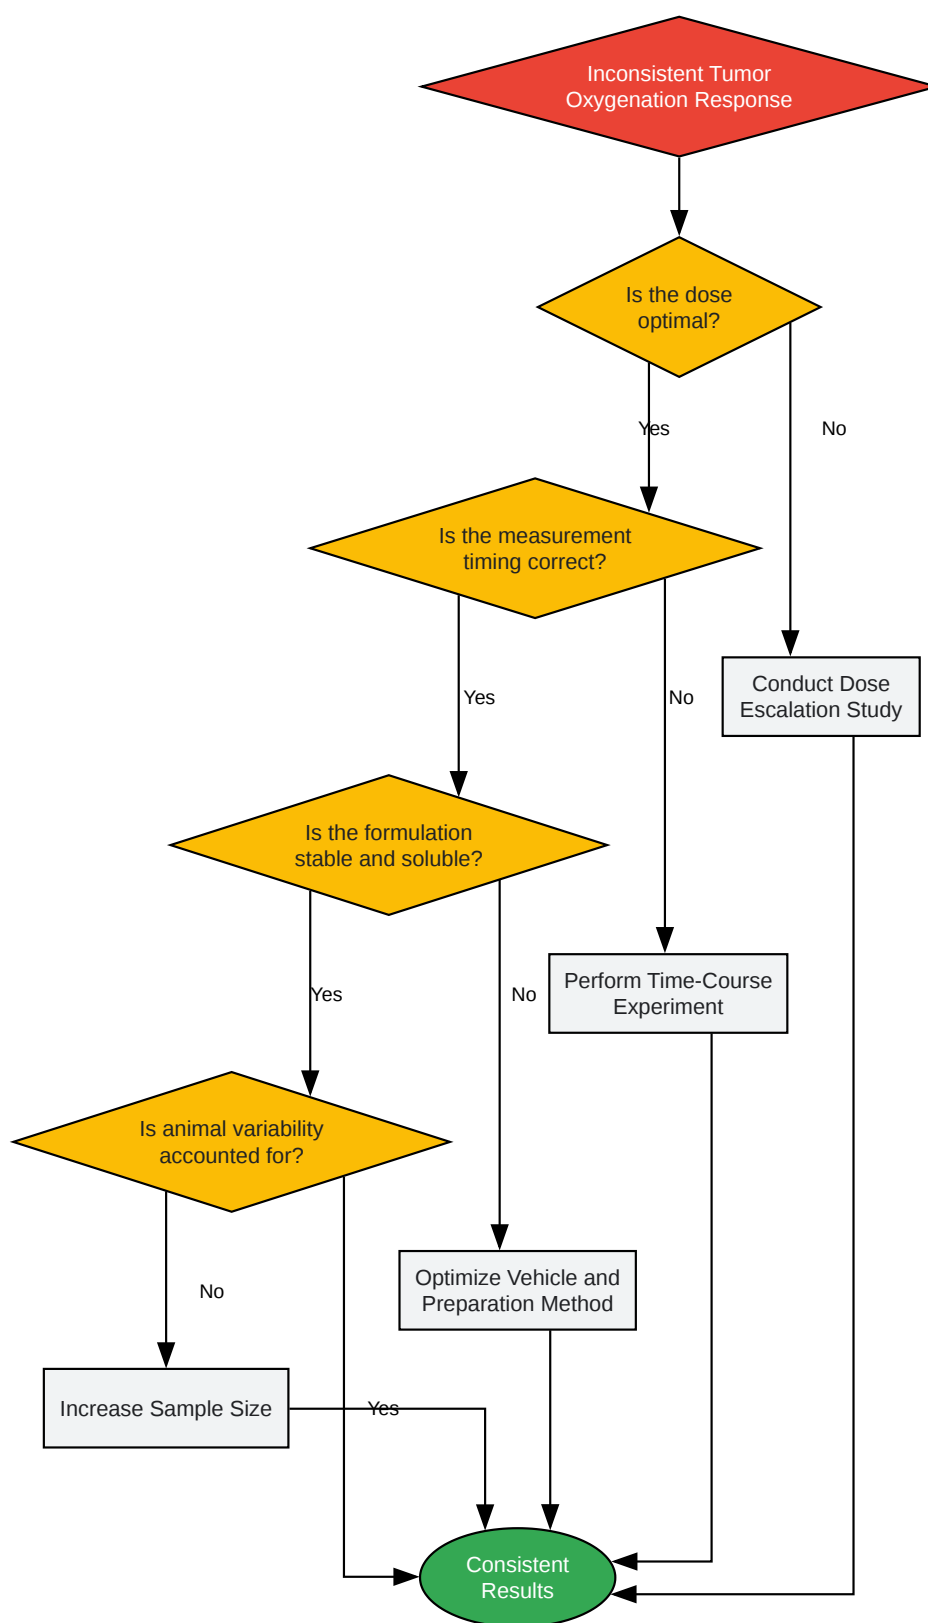 Inconsistent Tumor
Oxygenation Response
Is the dose
optimal?
Yes
No
Is the measurement
timing correct?
Yes
No
Conduct Dose
Escalation Study
Is the formulation
stable and soluble?
Yes
No
Perform Time-Course
Experiment
Is animal variability
accounted for?
No
Optimize Vehicle and
Preparation Method
Increase Sample Size
Yes
Consistent
Results